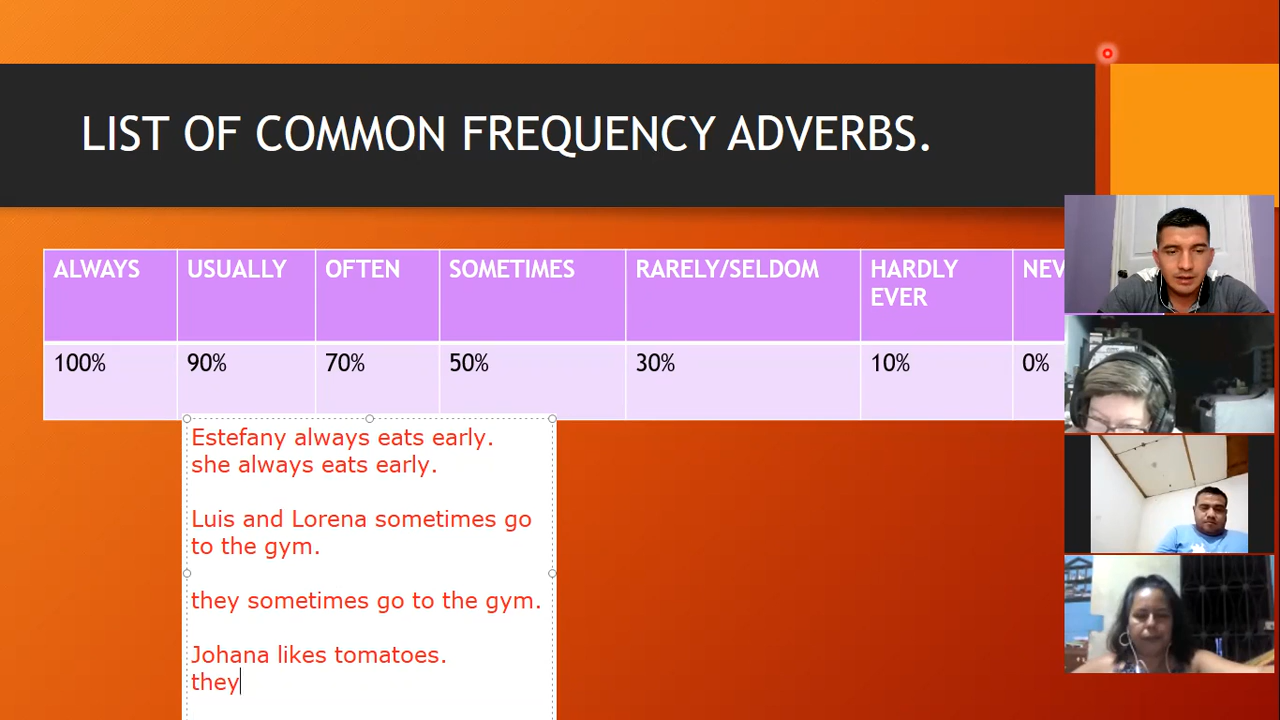 LIST OF COMMON FREQUENCY ADVERBS.
ALWAYS USUALLY OFTEN SOMETIMES RARELY/SELDOM HARDLY
EVER
100% 90% 70% 50% 30% 10% 0%
Estefany always eats early.
she always eats early.
Luis and Lorena sometimes go
to the gym.
they sometimes go to the gym.
Johana likes tomatoes.
they